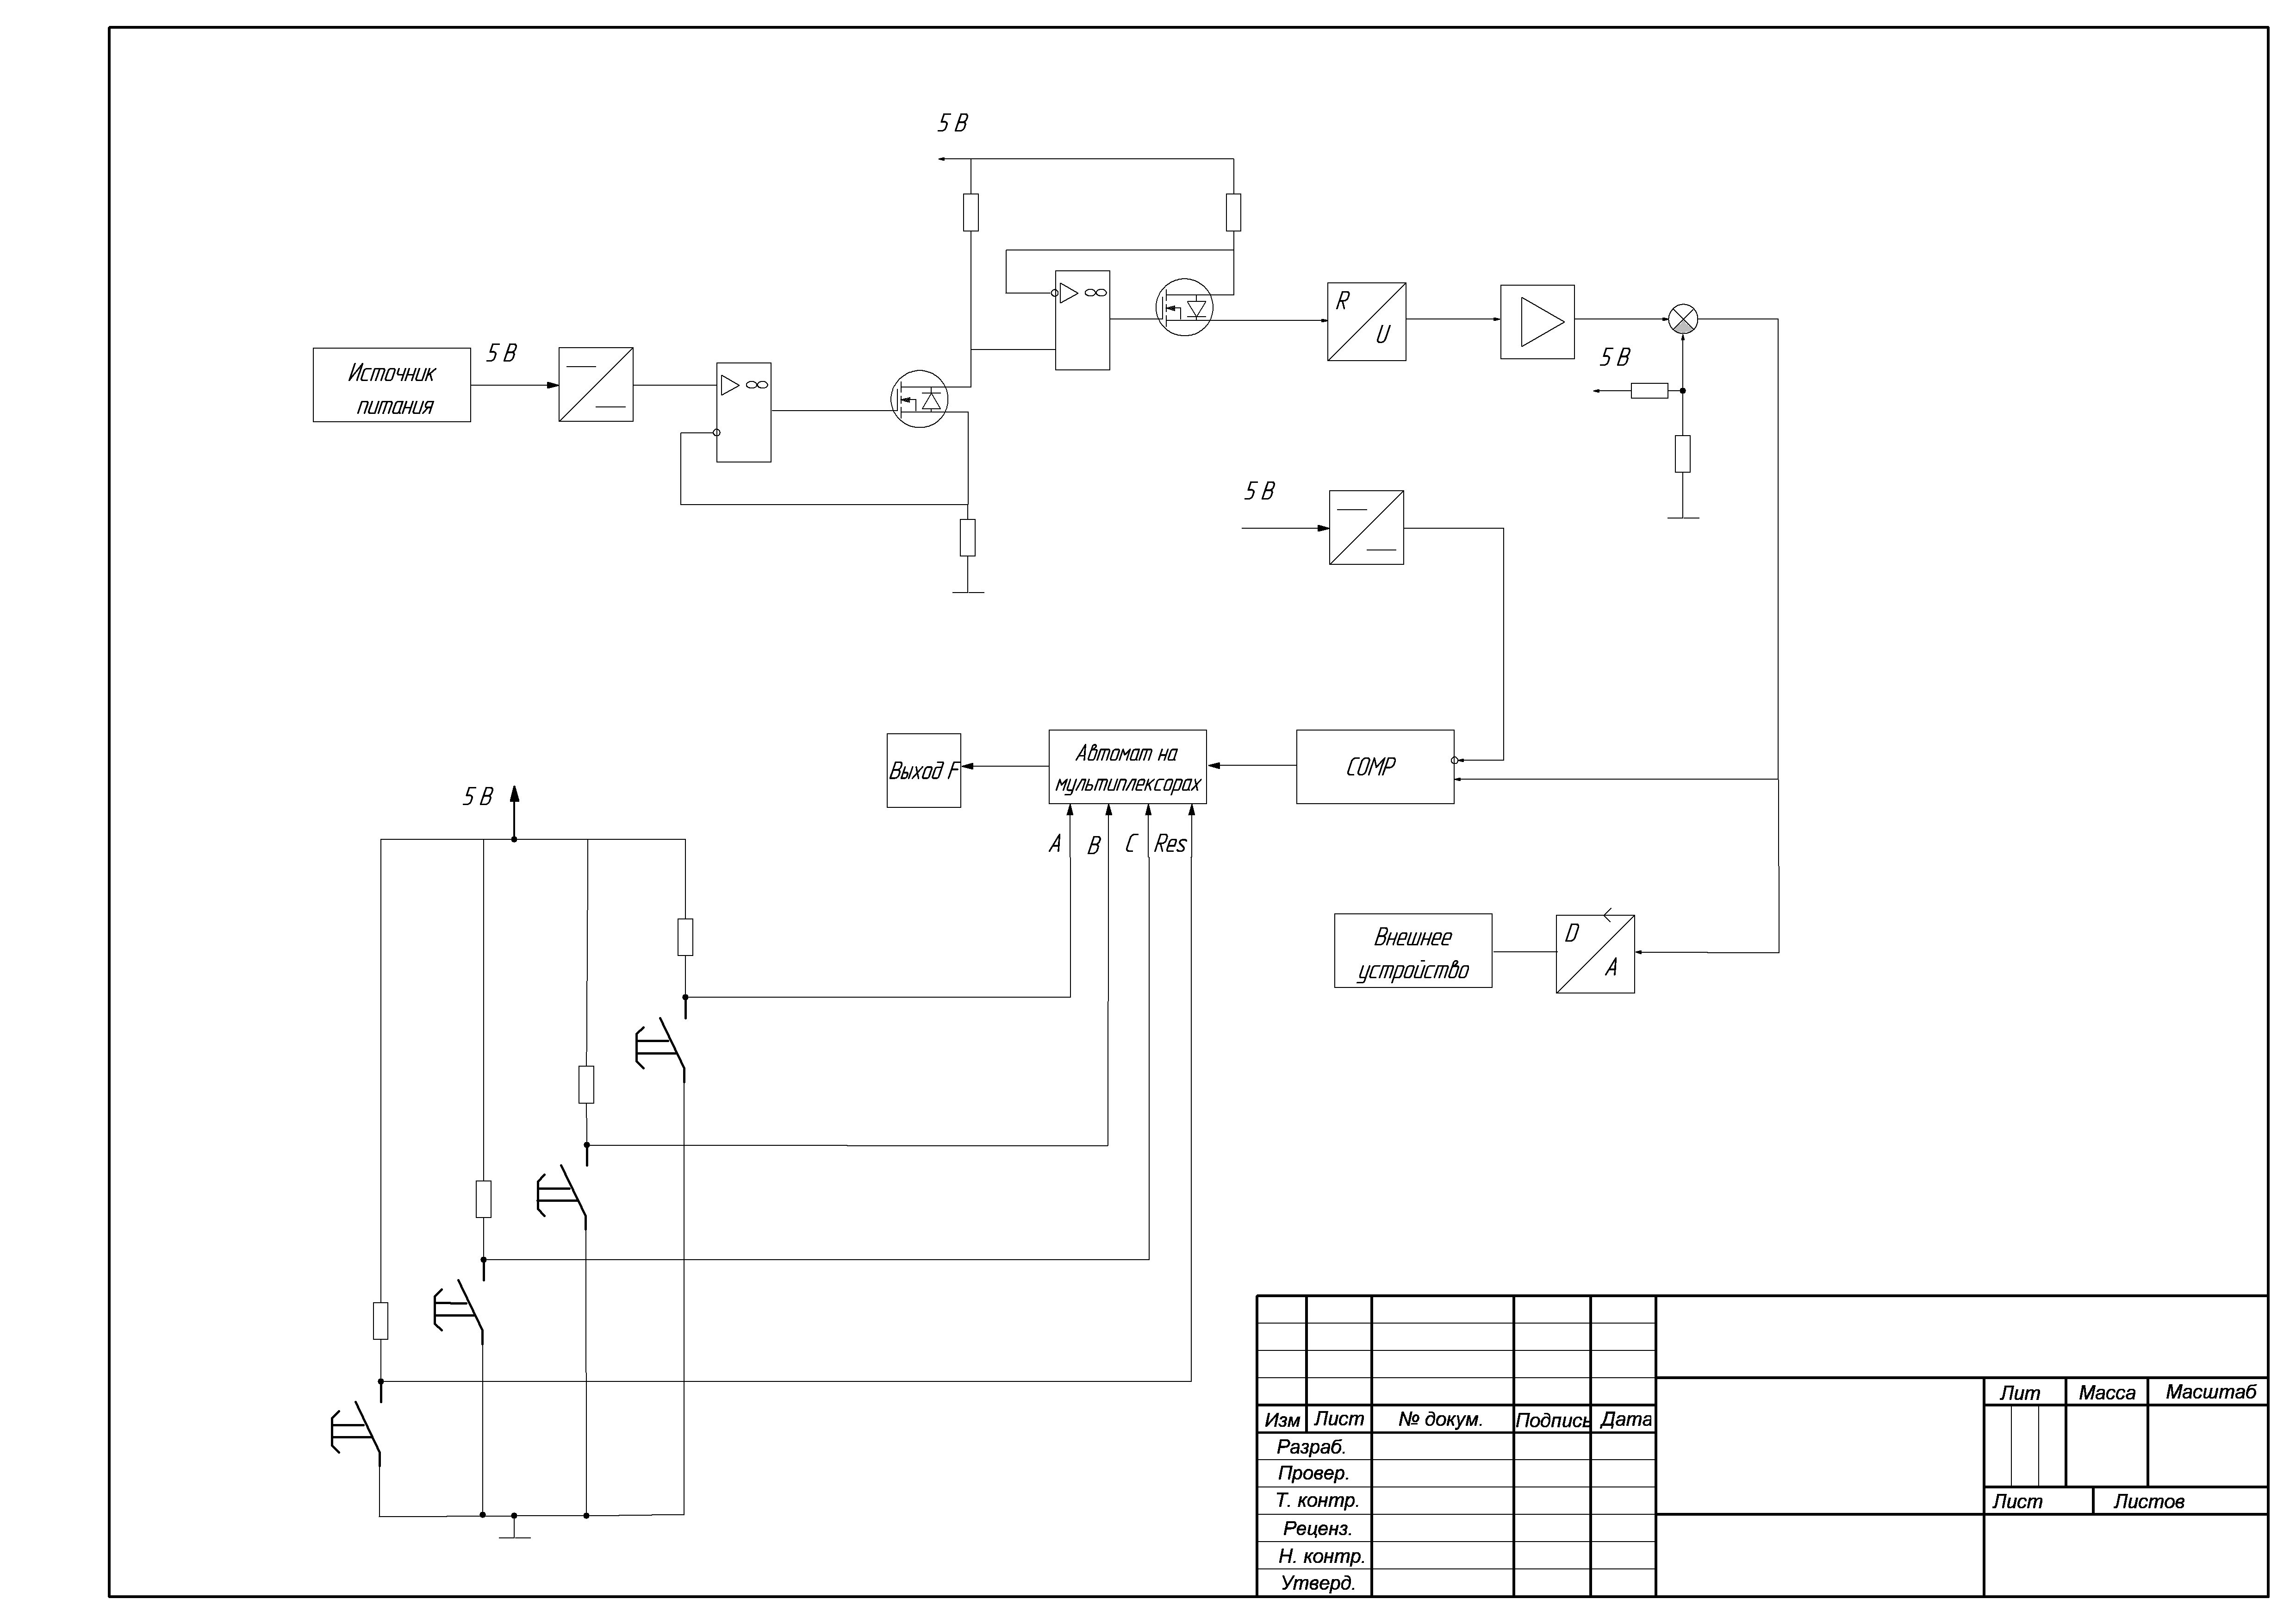 5 В
R
U
5 В
Источник
питания
5 В
5 В
COMP
Автомат на
мультиплексорах
Выход F
5 В
A
B
C
Res
Внешнее
устройство
D
A
Лит
Масса
Масштаб
Изм
Лист
№ докум.
Подпись
Дата
Разраб.
Провер.
Т. контр.
Лист
Листов
Реценз.
Н. контр.
Утверд.